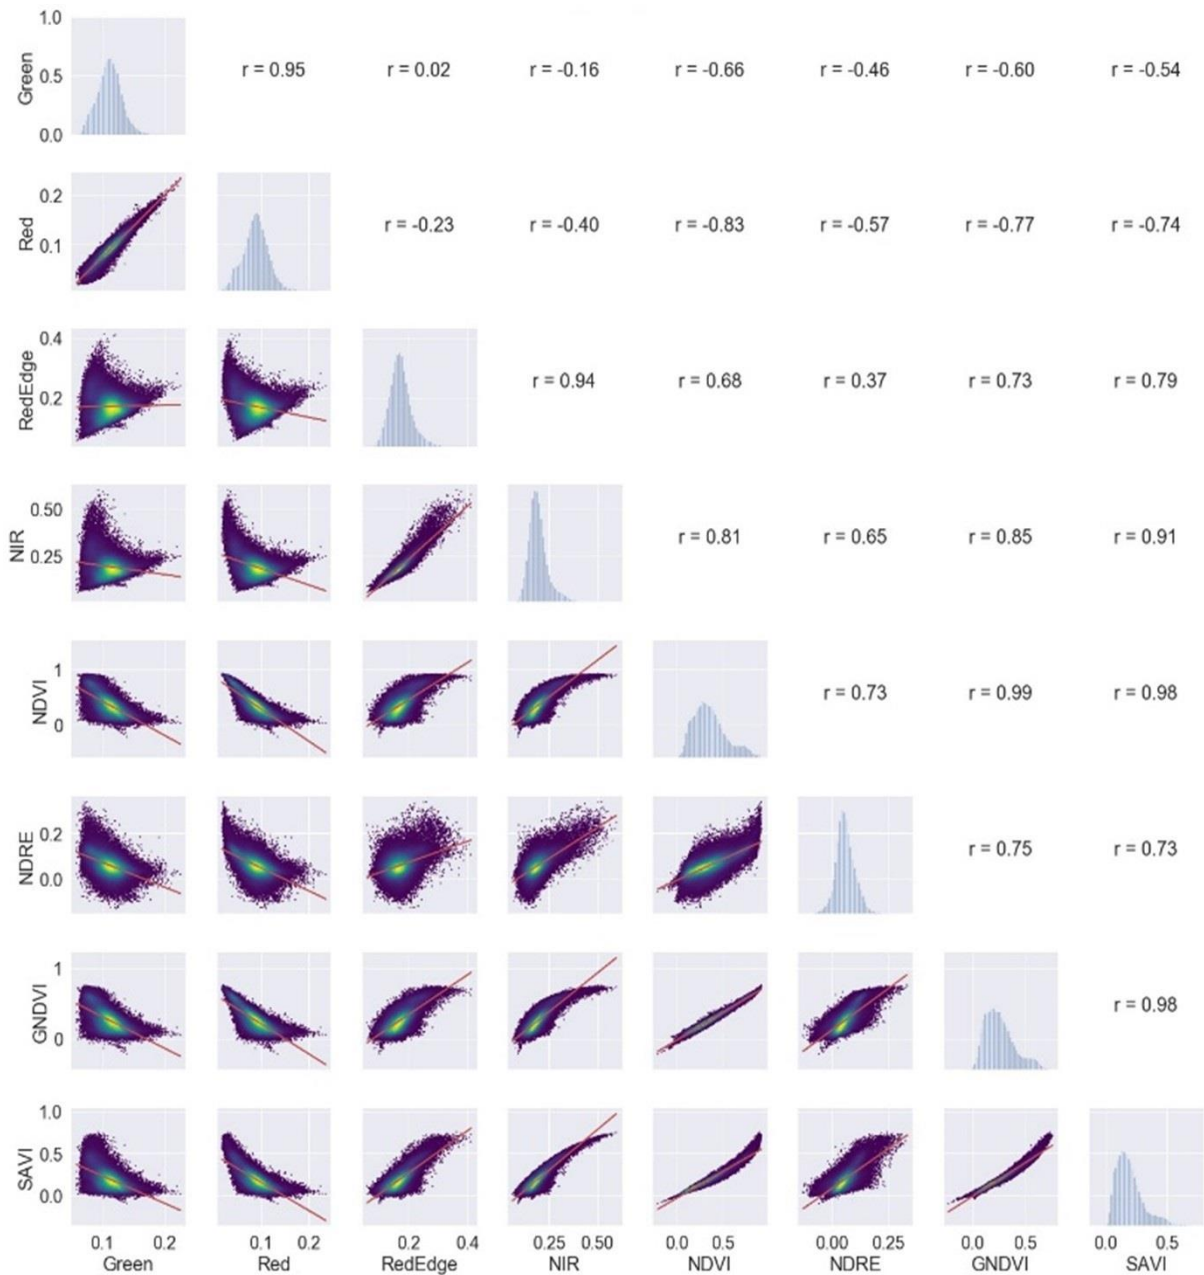 1.0
Green
0.5
r = 0.95 r = 0.02 r = -0.16 r = -0.66 r = -0.46 r = -0.60 r = -0.54
0.0
0.2
Red
0.1
r = -0.23 r = -0.40 r = -0.83 r = -0.57 r = -0.77 r = -0.74
0.4
RedEdge
0.2
r = 0.94 r = 0.68 r = 0.37 r = 0.73 r = 0.79
0.50
NIR
0.25
r = 0.81 r = 0.65 r = 0.85 r = 0.91
1
NDVI
0
r = 0.73 r = 0.99 r = 0.98
0.2
NDRE
0.0
r = 0.75 r = 0.73
1
GNDVI
0
r = 0.98
1.0
SAVI
0.5
0.0
0.1 0.2 0.1 0.2 0.2 0.4 0.25 0.50 0.0 0.5 0.00 0.25 0.0 0.5 0.0 0.5
Green Red RedEdge NIR NDVI NDRE GNDVI SAVI